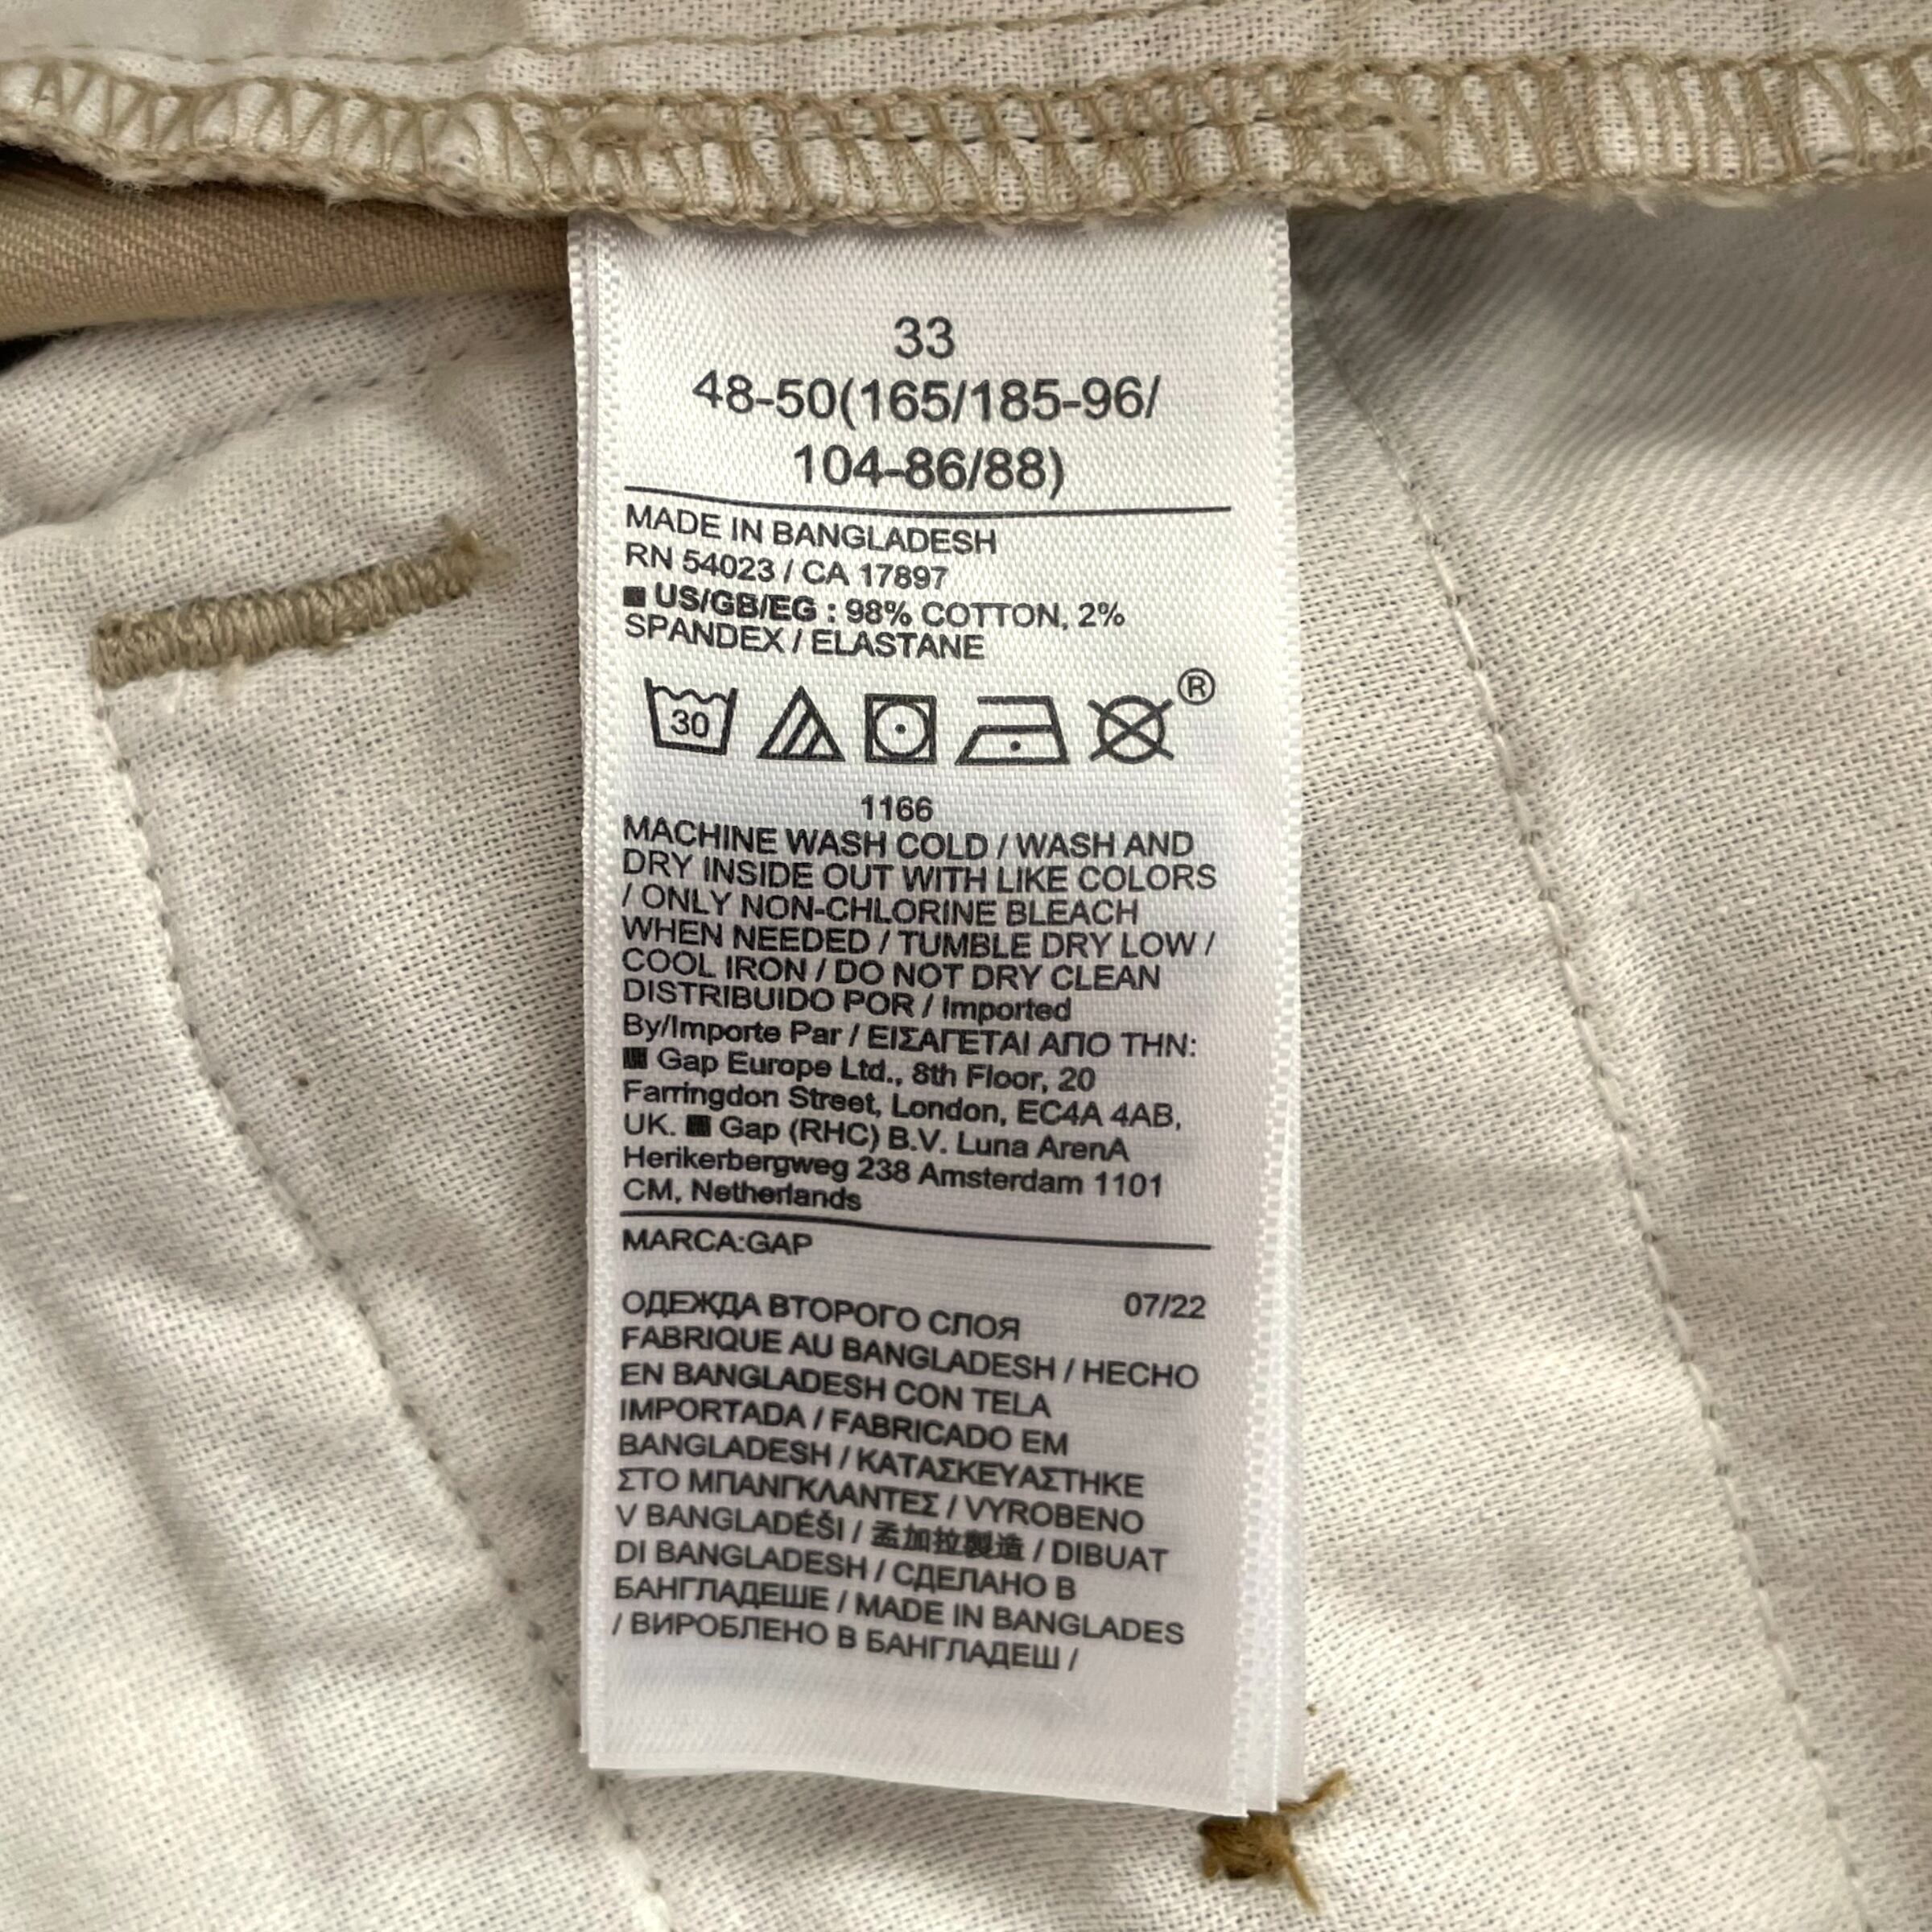 33
48-50(165/185-96/
104-86/88)
MADE IN BANGLADESH
RN 54023 / CA 17897
US/GB/EG : 98% COTTON, 2%
SPANDEX / ELASTANE
30
®
1166
MACHINE WASH COLD / WASH AND
DRY INSIDE OUT WITH LIKE COLORS
/ ONLY NON-CHLORINE BLEACH
WHEN NEEDED / TUMBLE DRY LOW /
COOL IRON / DO NOT DRY CLEAN
DISTRIBUIDO POR / Imported
By/Importe Par / ΕΙΣΑΓΕΤΑΙ ΑΠΟ ΤΗΝ:
Gap Europe Ltd., 8th Floor, 20
Farringdon Street, London, EC4A 4AB,
UK. Gap (RHC) B.V. Luna ArenA
Herikerbergweg 238 Amsterdam 1101
CM, Netherlands
MARCA:GAP
07/22
ОДЕЖДА ВТОРОГО СЛОЯ
FABRIQUE AU BANGLADESH / HECHO
EN BANGLADESH CON TELA
IMPORTADA / FABRICADO EM
BANGLADESH / ΚΑΤΑΣΚΕΥΑΣΤΗΚΕ
ΣΤΟ ΜΠΑΝΓΚΛΑΝΤΕΣ / VYROBENO
V BANGLADÉŠI / 孟加拉製造 / DIBUAT
DI BANGLADESH / СДЕЛАНО В
БАНГЛАДЕШЕ / MADE IN BANGLADES
/ ВИРОБЛЕНО В БАНГЛАДЕШ /